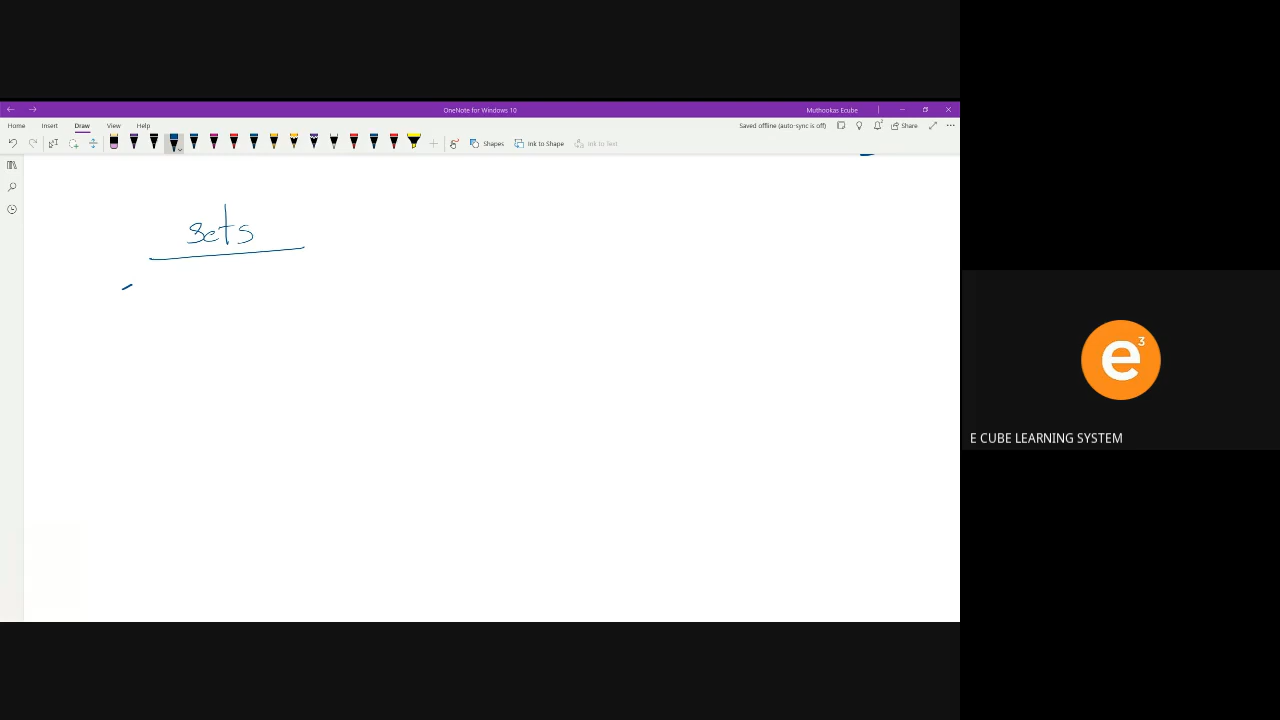 OneNote for Windows 10
Muthookas Ecube
Home Insert Draw View Help
Saved offline (auto-sync is off)
Share
Shapes
Ink to Shape
Ink to Text
sets
e3
E CUBE LEARNING SYSTEM